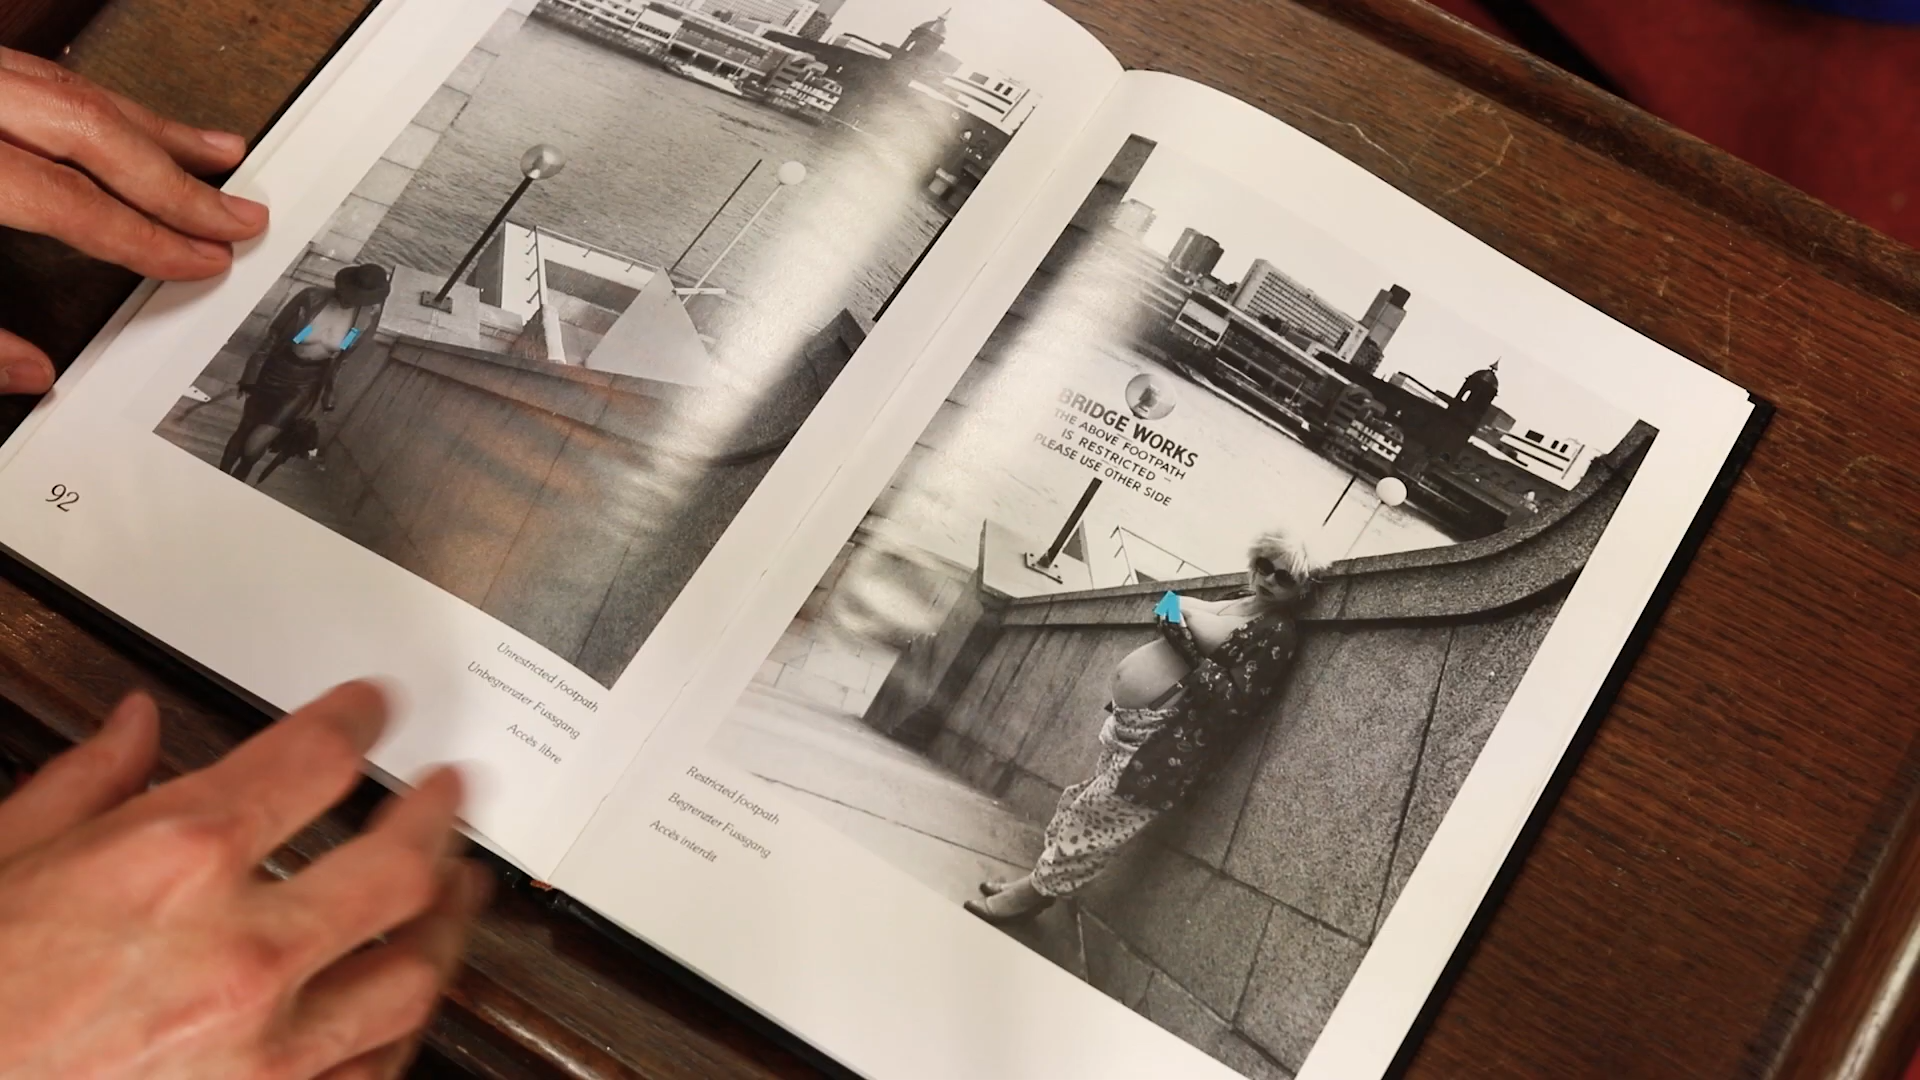 92
Unrestricted footpath
Unbegrenzter Fussgang
Accès libre
BRIDGE WORKS
THE ABOVE FOOTPATH
IS RESTRICTED –
PLEASE USE OTHER SIDE
Restricted footpath
Begrenzter Fussgang
Accès interdit